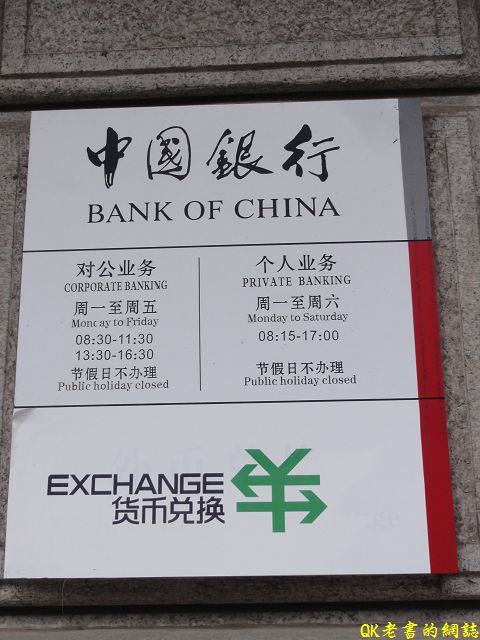 中國銀行
BANK OF CHINA
对公业务
CORPORATE BANKING
周一至周五
Monday to Friday
08:30-11:30
13:30-16:30
节假日不办理
Public holiday closed
个人业务
PRIVATE BANKING
周一至周六
Monday to Saturday
08:15-17:00
节假日不办理
Public holiday closed
EXCHANGE
货币兑换
QK老書的網誌